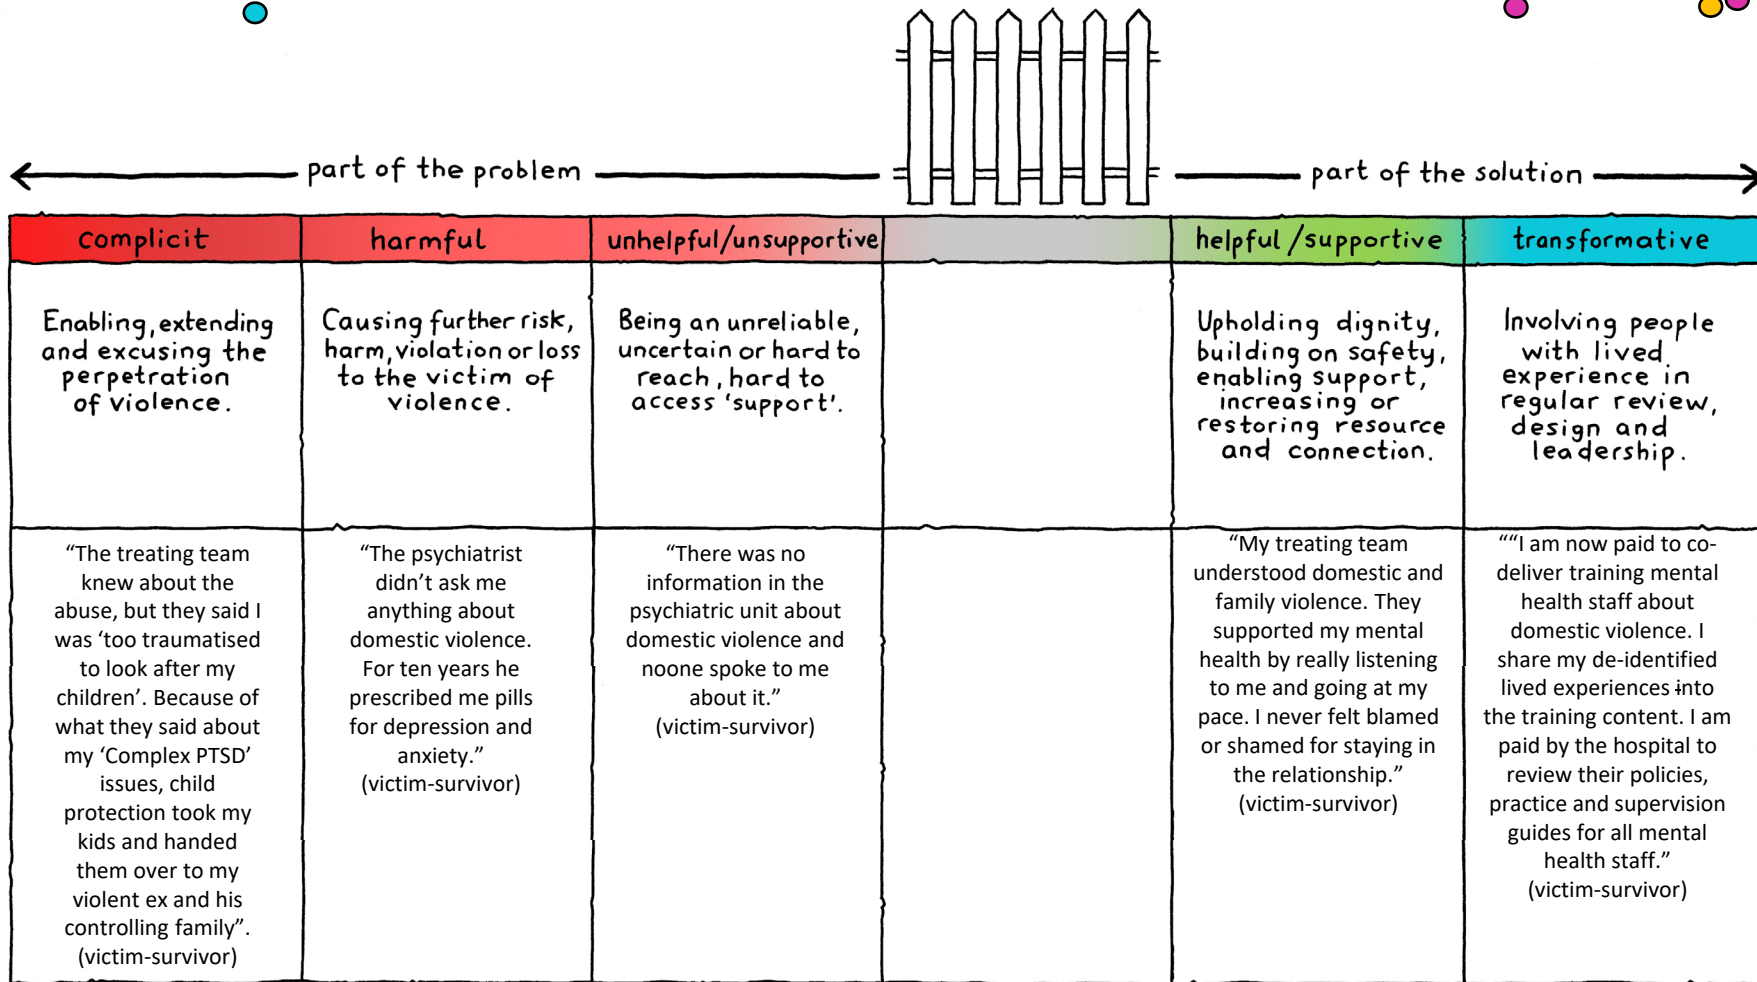 part of the problem
part of the solution
complicit
harmful
unhelpful/unsupportive
helpful/supportive
transformative
Enabling, extending
and excusing the
perpetration
of violence.
Causing further risk,
harm, violation or loss
to the victim of
violence.
Being an unreliable,
uncertain or hard to
reach, hard to
access 'support'.
Upholding dignity,
building on safety,
enabling support,
increasing or
restoring resource
and connection.
Involving people
with lived
experience in
regular review,
design and
leadership.
“The treating team
knew about the
abuse, but they said I
was ‘too traumatised
to look after my
children’. Because of
what they said about
my ‘Complex PTSD’
issues, child
protection took my
kids and handed
them over to my
violent ex and his
controlling family”.
(victim-survivor)
“The psychiatrist
didn’t ask me
anything about
domestic violence.
For ten years he
prescribed me pills
for depression and
anxiety.”
(victim-survivor)
“There was no
information in the
psychiatric unit about
domestic violence and
noone spoke to me
about it.”
(victim-survivor)
“My treating team
understood domestic and
family violence. They
supported my mental
health by really listening
to me and going at my
pace. I never felt blamed
or shamed for staying in
the relationship.”
(victim-survivor)
““I am now paid to co-
deliver training mental
health staff about
domestic violence. I
share my de-identified
lived experiences into
the training content. I am
paid by the hospital to
review their policies,
practice and supervision
guides for all mental
health staff.”
(victim-survivor)